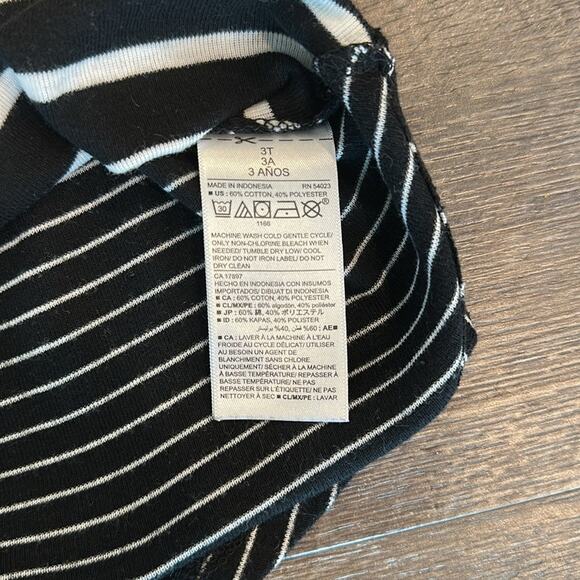 3T
3A
3 AÑOS
MADE IN INDONESIA RN 54023
■ US : 60% COTTON, 40% POLYESTER
30 ®
1166
MACHINE WASH COLD GENTLE CYCLE/
ONLY NON-CHLORINE BLEACH WHEN
NEEDED/ TUMBLE DRY LOW/ COOL
IRON/ DO NOT IRON LABEL/ DO NOT
DRY CLEAN
CA 17897
HECHO EN INDONESIA CON INSUMOS
IMPORTADOS/ DIBUAT DI INDONESIA
■ CA : 60% COTON, 40% POLYESTER
■ CL/MX/PE : 60% algodón, 40% poliéster
■ JP : 60% 綿, 40% ポリエステル
■ ID : 60% KAPAS, 40% POLISTER
■ AE : 60% قطن, 40% بوليستر
■ CA : LAVER À LA MACHINE À L'EAU
FROIDE AU CYCLE DÉLICAT/ UTILISER
AU BESOIN UN AGENT DE
BLANCHIMENT SANS CHLORE
UNIQUEMENT/ SÉCHER À LA MACHINE
À BASSE TEMPÉRATURE/ REPASSER À
BASSE TEMPÉRATURE/ NE PAS
REPASSER SUR L'ÉTIQUETTE/ NE PAS
NETTOYER À SEC ■ CL/MX/PE : LAVAR